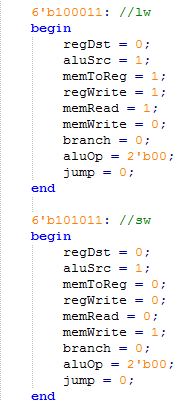 6'b100011: //lw
begin
regDst = 0;
aluSrc = 1;
memToReg = 1;
regWrite = 1;
memRead = 1;
memWrite = 0;
branch = 0;
aluOp = 2'b00;
jump = 0;
end
6'b101011: //sw
begin
regDst = 0;
aluSrc = 1;
memToReg = 0;
regWrite = 0;
memRead = 0;
memWrite = 1;
branch = 0;
aluOp = 2'b00;
jump = 0;
end